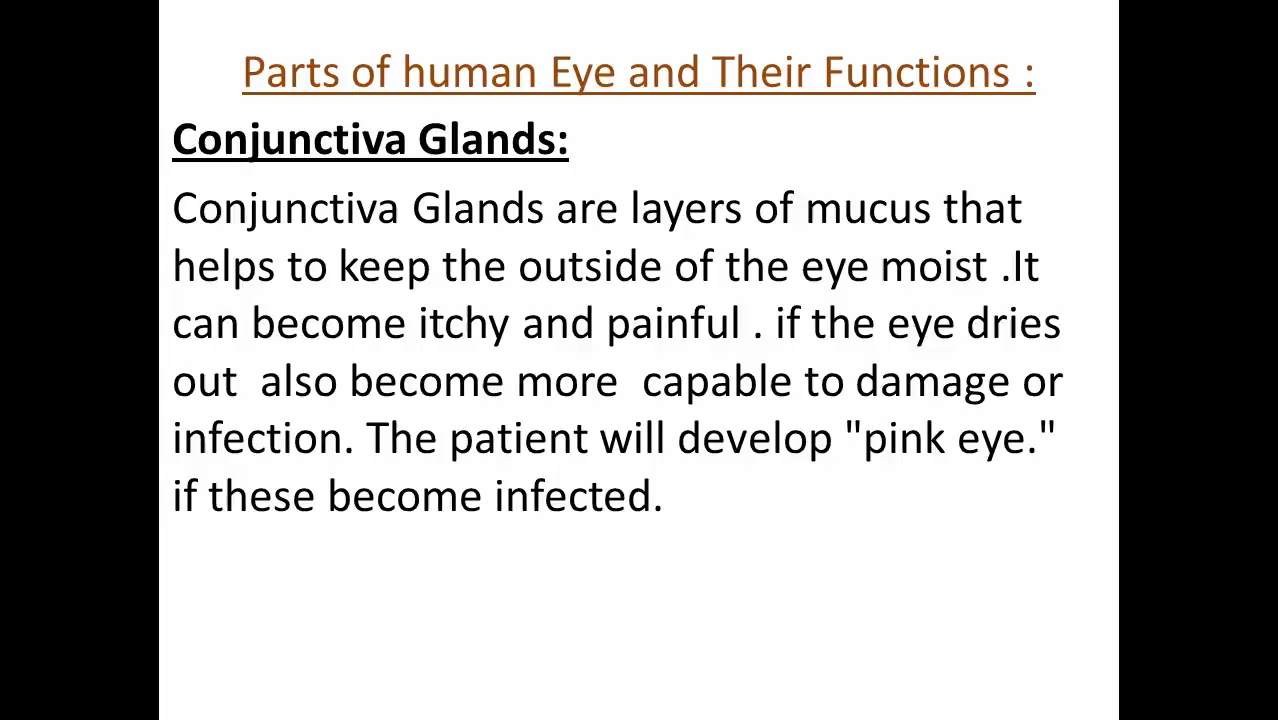 Parts of human Eye and Their Functions :
Conjunctiva Glands:
Conjunctiva Glands are layers of mucus that
helps to keep the outside of the eye moist .It
can become itchy and painful . if the eye dries
out  also become more  capable to damage or
infection. The patient will develop "pink eye."
if these become infected.